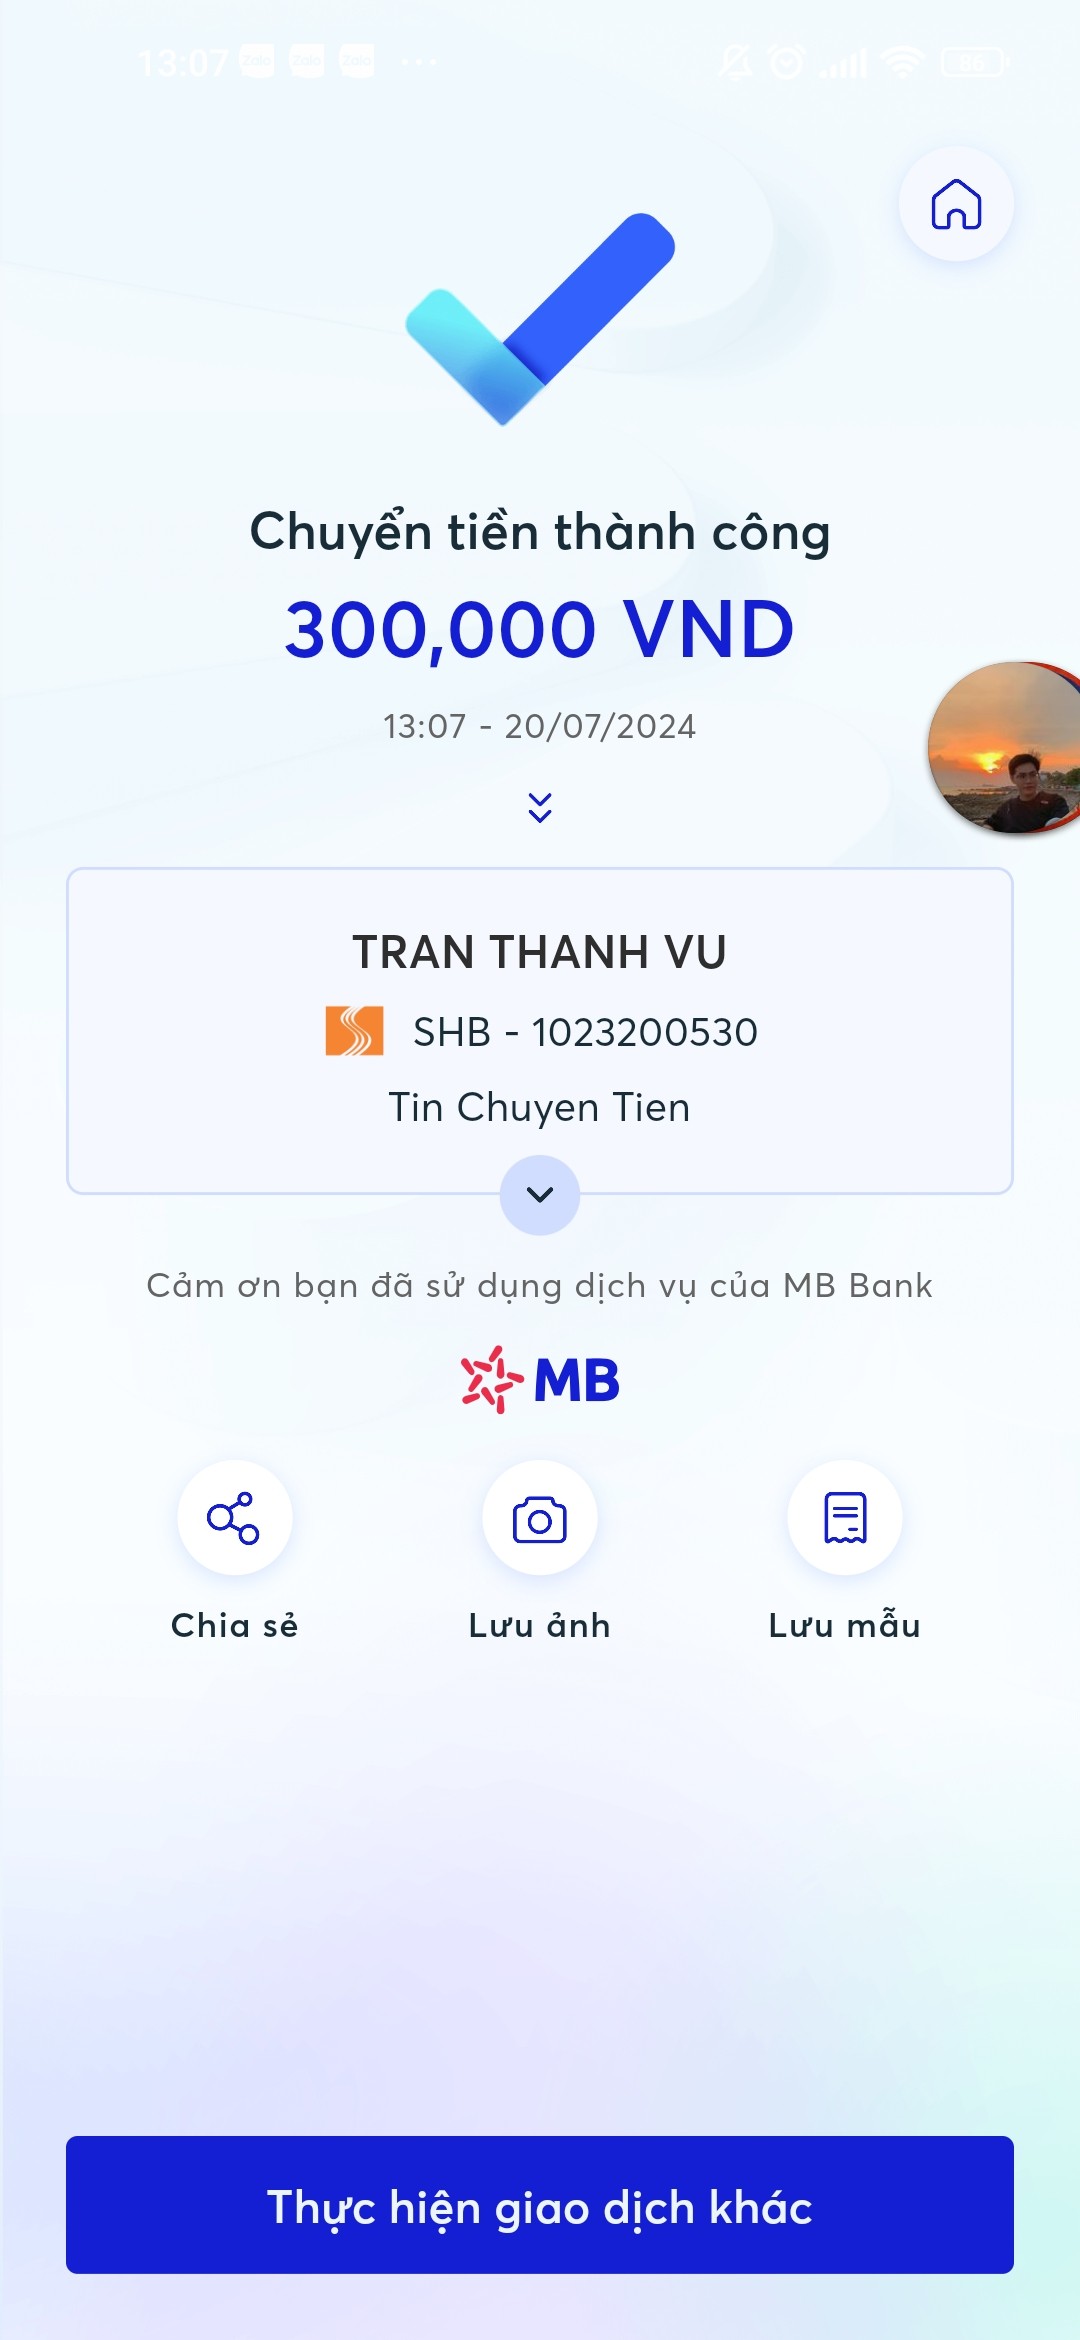 13:07 Zalo Zalo Zalo ... 86
Chuyển tiền thành công
300,000 VND
13:07 - 20/07/2024
TRAN THANH VU
SHB - 1023200530
Tin Chuyen Tien
Cảm ơn bạn đã sử dụng dịch vụ của MB Bank
MB
Chia sẻ Lưu ảnh Lưu mẫu
Thực hiện giao dịch khác